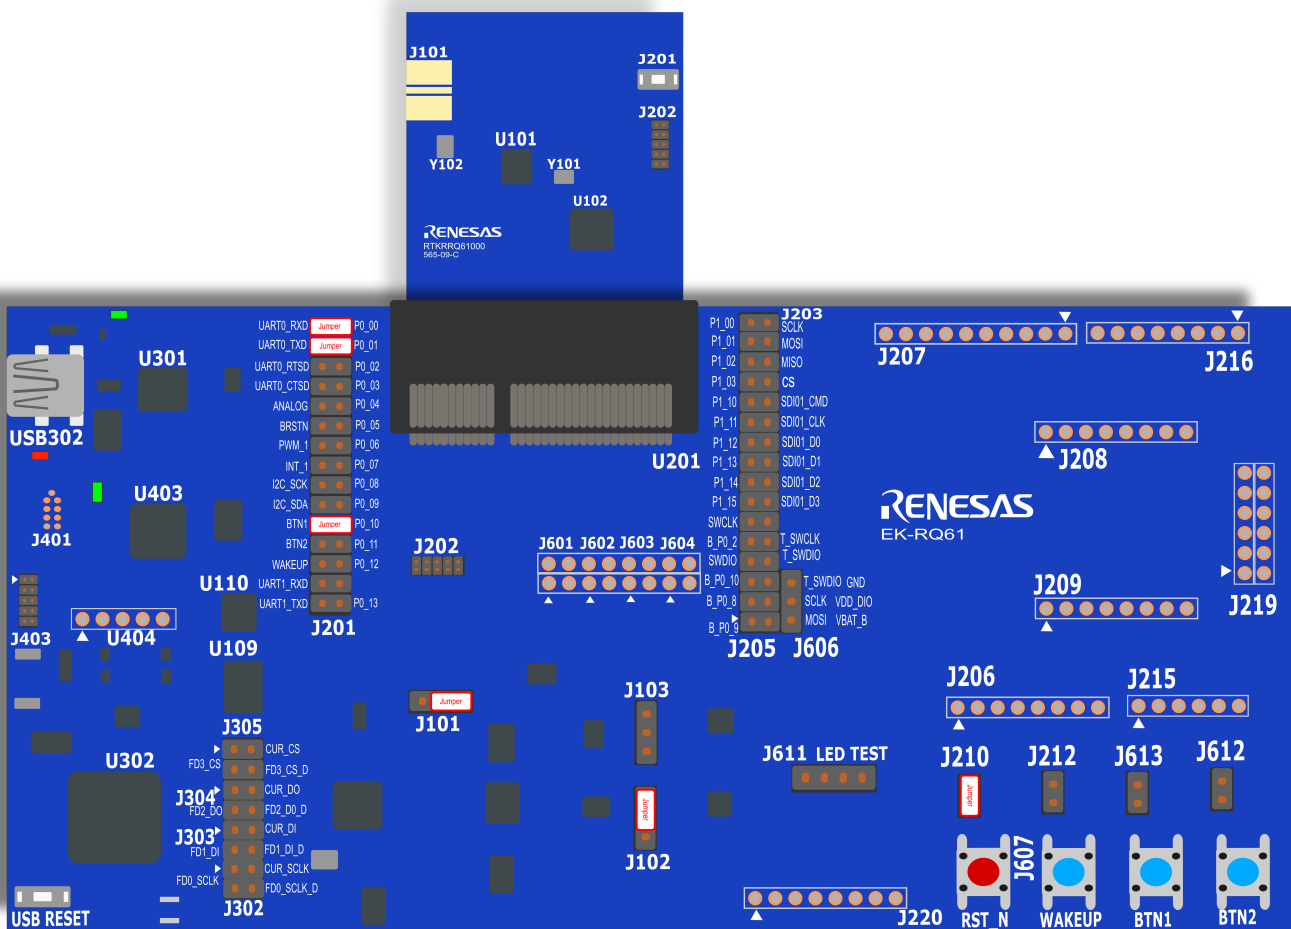 J101
J201
J202
U101
Y102
Y101
U102
RENESAS
RTKRRQ61000
565-09-C
UART0_RXD Jumper P0_00
UART0_TXD Jumper P0_01
UART0_RTSD P0_02
UART0_CTSD P0_03
ANALOG P0_04
BRSTN P0_05
PWM_1 P0_06
INT_1 P0_07
I2C_SCK P0_08
I2C_SDA P0_09
BTN1 Jumper P0_10
BTN2 P0_11
WAKEUP P0_12
UART1_RXD
UART1_TXD P0_13
J201
U301
USB302
U403
J401
U110
J403
U404
U109
U201
J202
J601 J602 J603 J604
J203
P1_00 SCLK
P1_01 MOSI
P1_02 MISO
P1_03 CS
P1_10 SDI01_CMD
P1_11 SDI01_CLK
P1_12 SDI01_D0
P1_13 SDI01_D1
P1_14 SDI01_D2
P1_15 SDI01_D3
SWCLK
B_P0_2 T_SWCLK
SWDIO T_SWDIO
B_P0_10 T_SWDIO GND
B_P0_8 SCLK VDD_DIO
B_P0_9 MOSI VBAT_B
J205 J606
J207
J216
J208
RENESAS
EK-RQ61
J209
J219
J206
J215
Jumper
J101
J103
J305
CUR_CS
FD3_CS
FD3_CS_D
J304
CUR_DO
FD2_DO
FD2_D0_D
J303
CUR_DI
FD1_DI
FD1_DI_D
CUR_SCLK
FD0_SCLK
FD0_SCLK_D
J302
U302
USB RESET
Jumper
J102
J611 LED TEST
J210
J212
J613
J612
Jumper
J607
J220
RST_N
WAKEUP
BTN1
BTN2